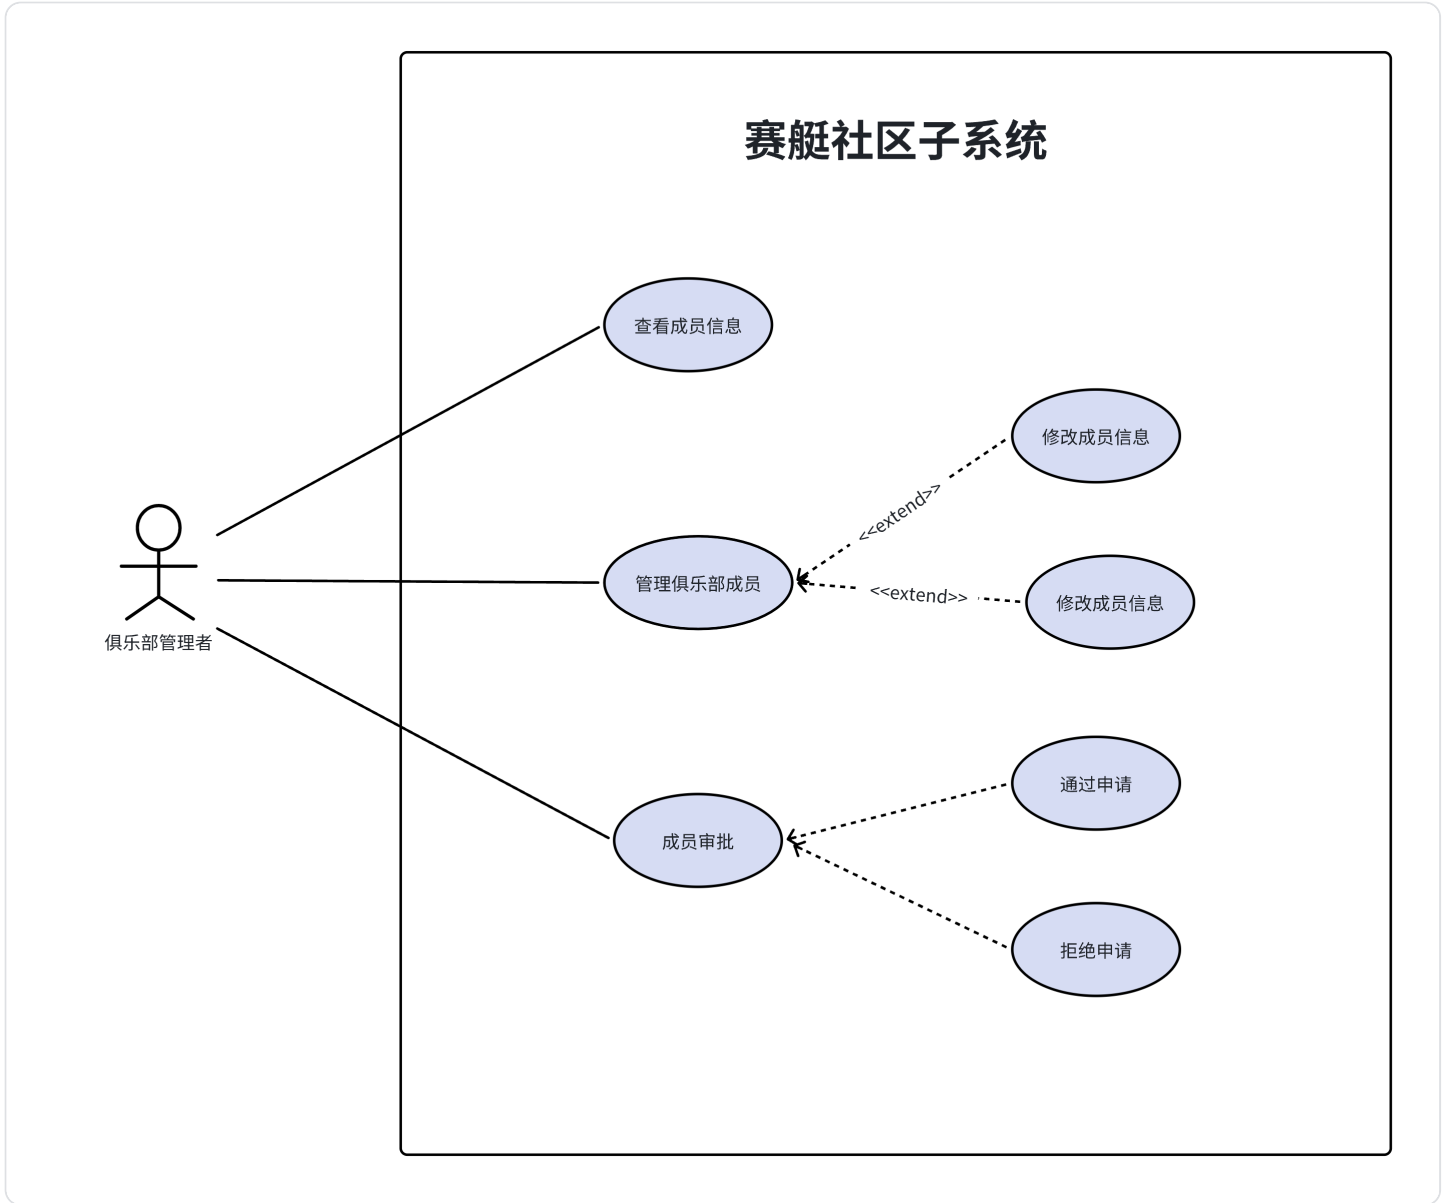 赛艇社区子系统
查看成员信息
修改成员信息
<<extend>>
管理俱乐部成员
<<extend>>
修改成员信息
俱乐部管理者
通过申请
成员审批
拒绝申请